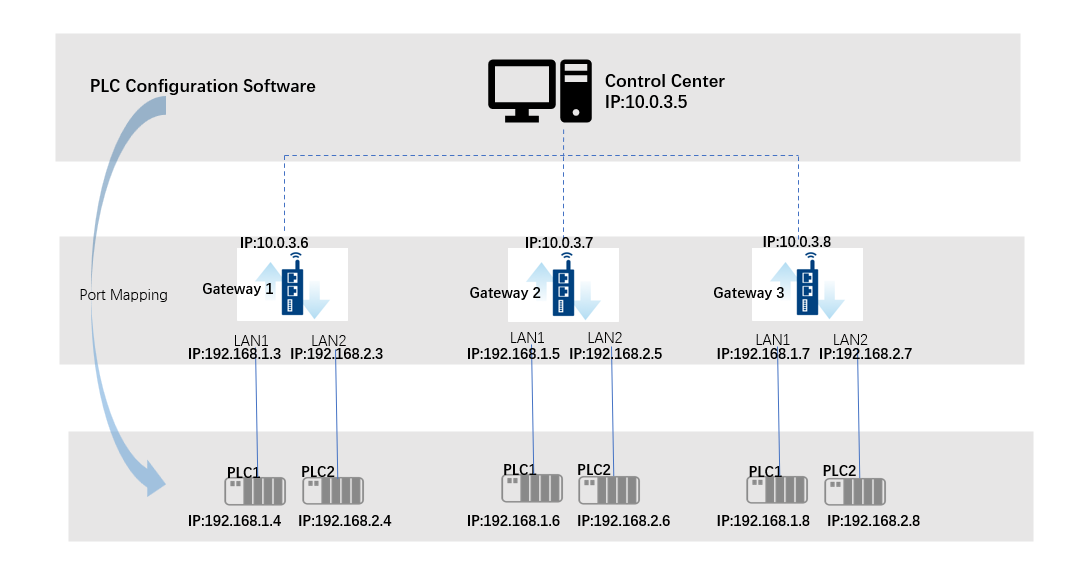 PLC Configuration Software
Control Center
IP:10.0.3.5
IP:10.0.3.6
IP:10.0.3.7
IP:10.0.3.8
Gateway 1
Gateway 2
Gateway 3
Port Mapping
LAN1
LAN2
LAN1
LAN2
LAN1
LAN2
IP:192.168.1.3
IP:192.168.2.3
IP:192.168.1.5
IP:192.168.2.5
IP:192.168.1.7
IP:192.168.2.7
PLC1
PLC2
PLC1
PLC2
PLC1
PLC2
IP:192.168.1.4
IP:192.168.2.4
IP:192.168.1.6
IP:192.168.2.6
IP:192.168.1.8
IP:192.168.2.8